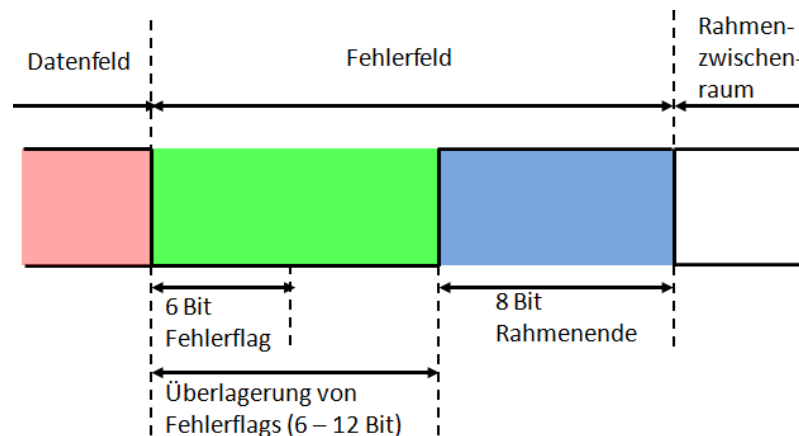 Datenfeld
Fehlerfeld
Rahmen-
zwischen-
raum
6 Bit
Fehlerflag
8 Bit
Rahmenende
Überlagerung von
Fehlerflags (6 – 12 Bit)